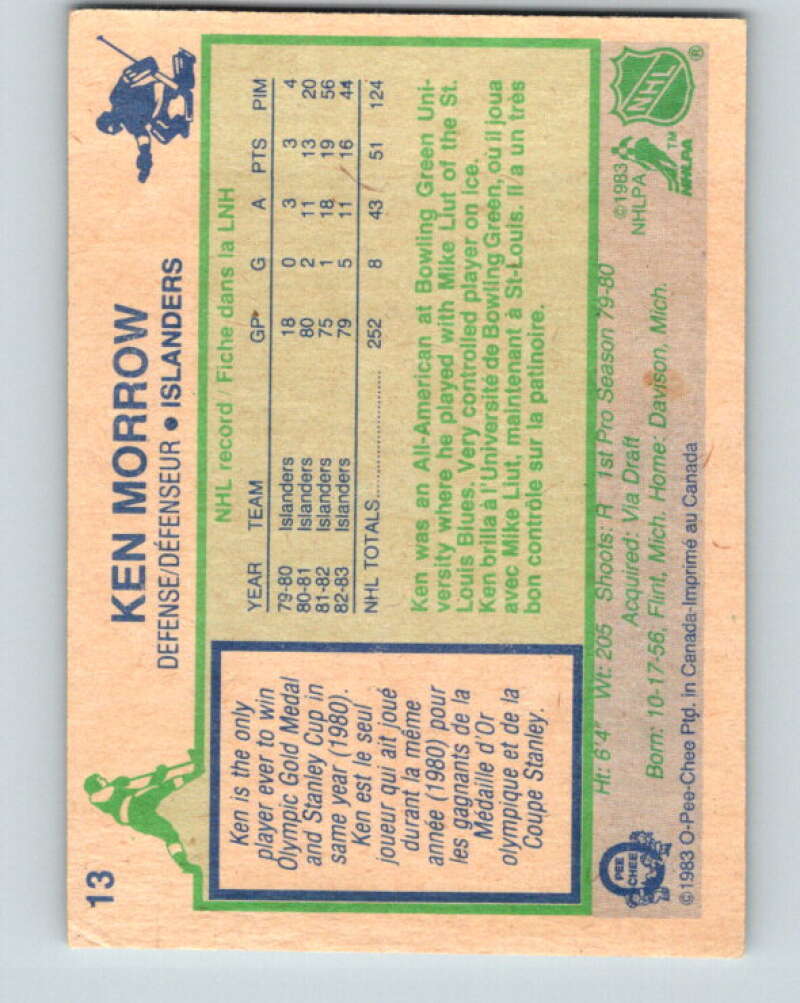 13
KEN MORROW
DEFENSE/DÉFENSEUR • ISLANDERS
Ken is the only
player ever to win
Olympic Gold Medal
and Stanley Cup in
same year (1980).
Ken est le seul
joueur qui ait joué
durant la même
année (1980) pour
les gagnants de la
Médaille d'Or
olympique et de la
Coupe Stanley.
NHL record / Fiche dans la LNH
YEAR TEAM GP G A PTS PIM
79-80 Islanders 18 0 3 3 4
80-81 Islanders 80 2 11 13 20
81-82 Islanders 75 1 18 19 56
82-83 Islanders 79 5 11 16 44
NHL TOTALS.................... 252 8 43 51 124
Ken was an All-American at Bowling Green Uni-
versity where he played with Mike Liut of the St.
Louis Blues. Very controlled player on ice.
Ken brilla à l'Université de Bowling Green, où il joua
avec Mike Liut, maintenant à St-Louis. Il a un très
bon contrôle sur la patinoire.
Ht: 6'4" Wt: 205 Shoots: R 1st Pro Season 79-80
Acquired: Via Draft
Born: 10-17-56, Flint, Mich. Home: Davison, Mich.
©1983 O-Pee-Chee Ptd. in Canada-Imprimé au Canada
PEE
CHEE
©1983
NHLPA
NHLPA
TM
NHL
®